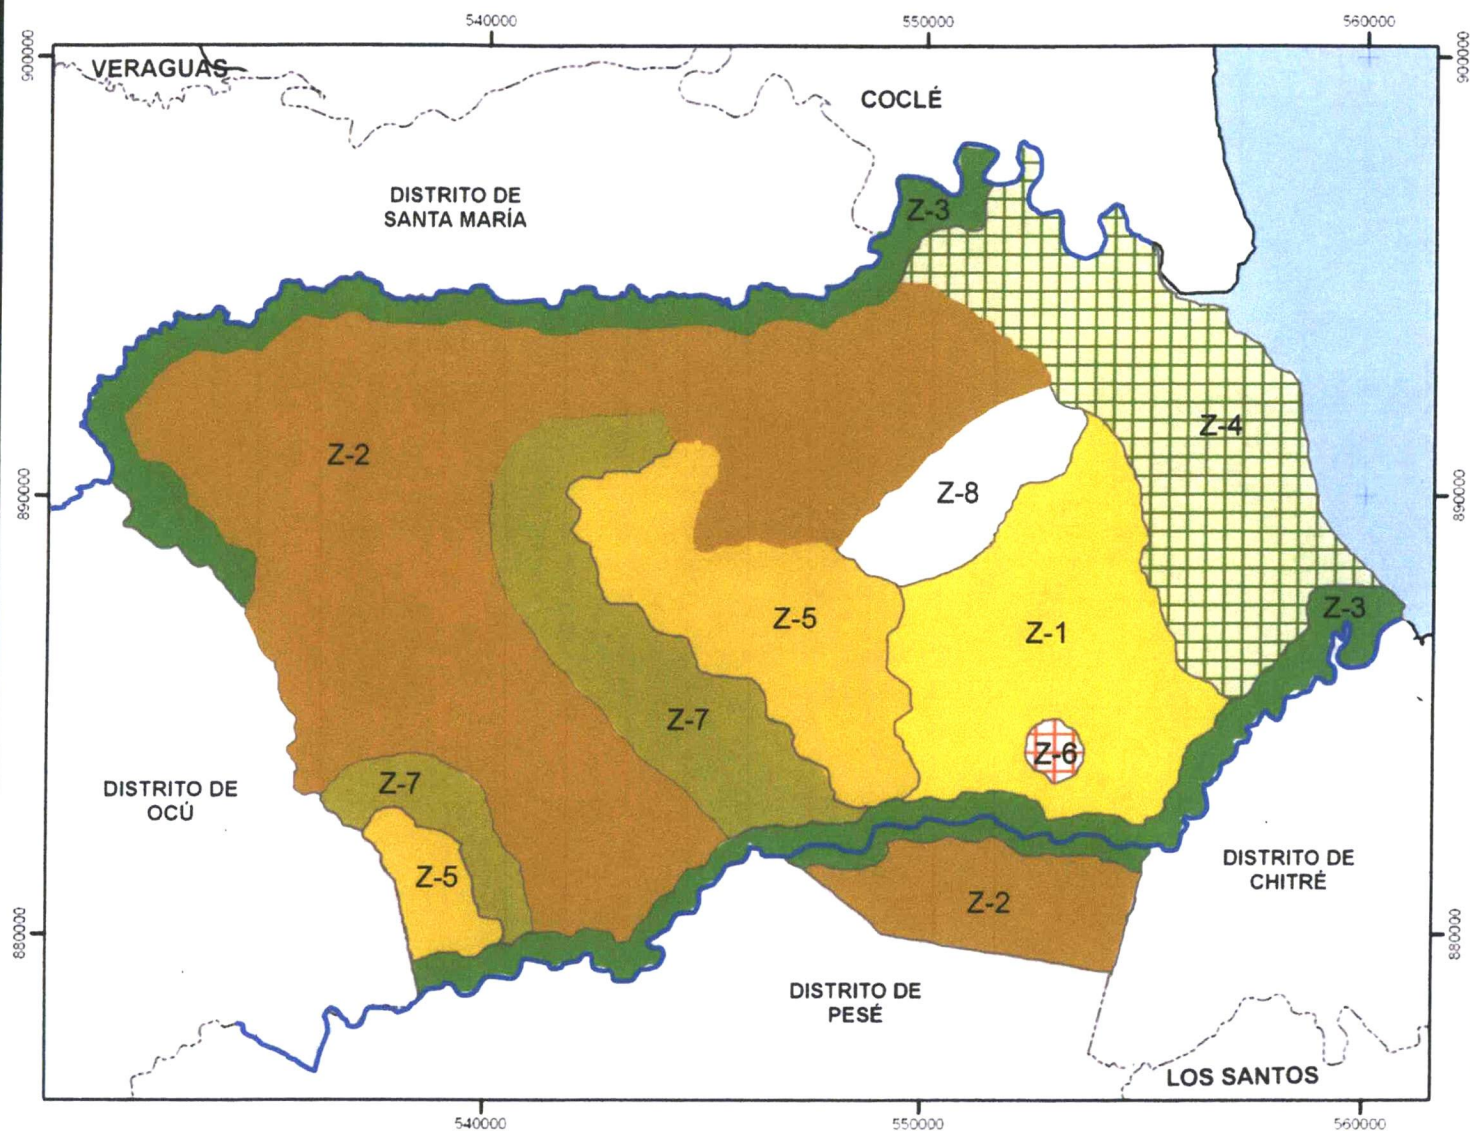 540000
550000
560000
900000
900000
VERAGUAS
COCLÉ
DISTRITO DE
SANTA MARÍA
Z-3
Z-4
Z-2
890000
890000
Z-8
Z-5
Z-3
Z-1
Z-7
Z-6
Z-7
DISTRITO DE
OCÚ
DISTRITO DE
CHITRÉ
Z-5
Z-2
880000
880000
DISTRITO DE
PESÉ
LOS SANTOS
540000
550000
560000